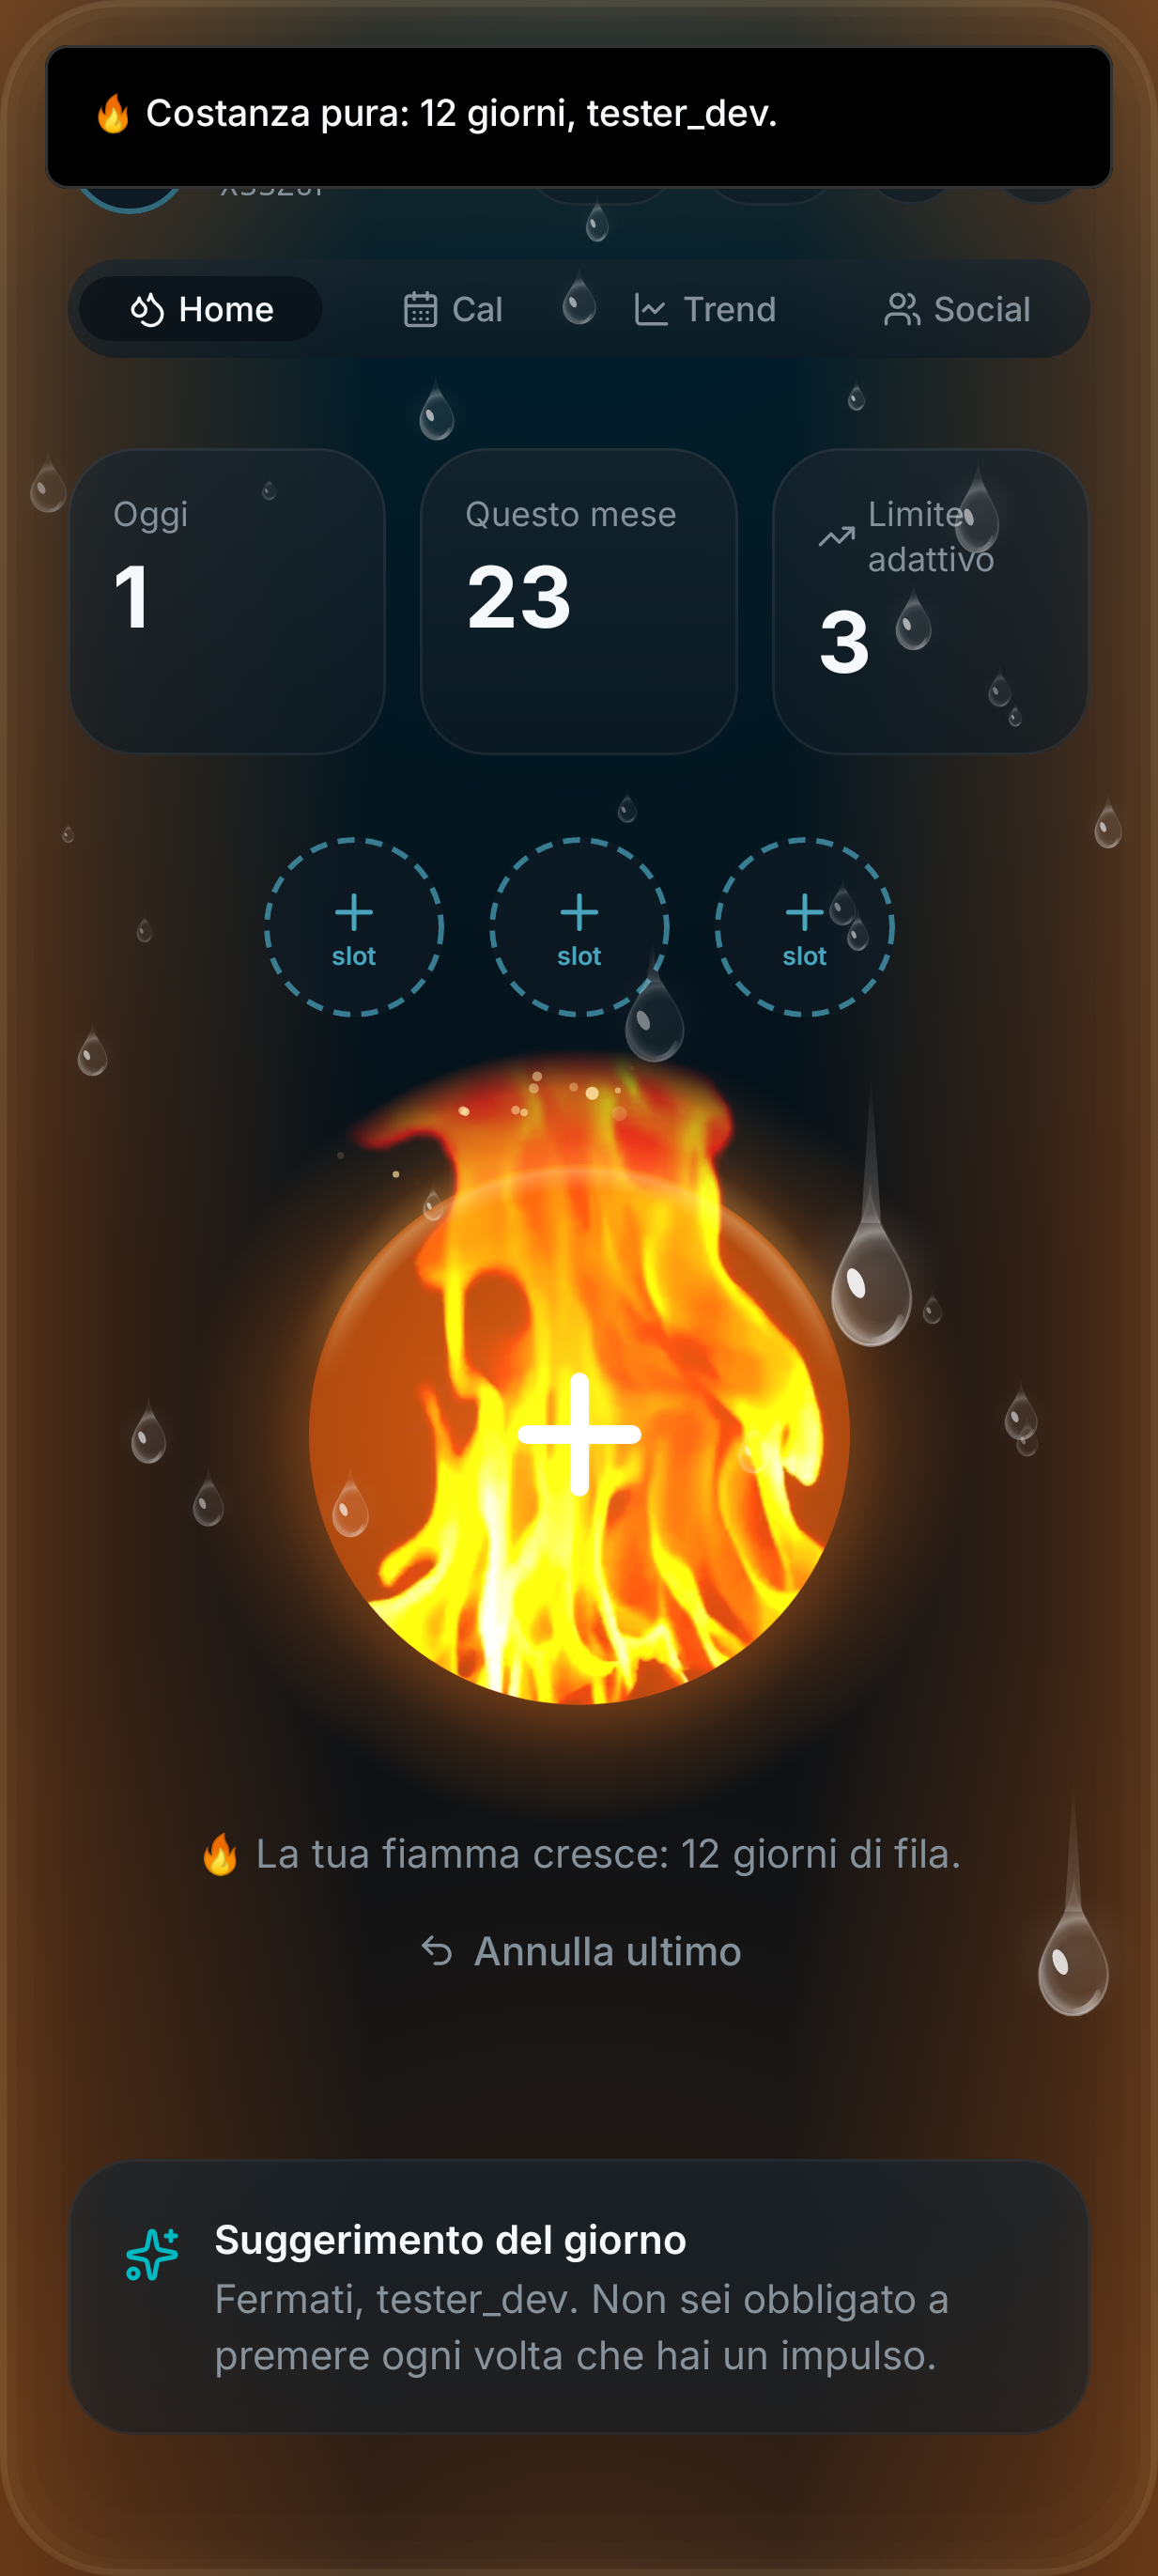 🔥 Costanza pura: 12 giorni, tester_dev.
Home
Cal
Trend
Social
Oggi
1
Questo mese
23
Limite
adattivo
3
slot
slot
slot
🔥 La tua fiamma cresce: 12 giorni di fila.
Annulla ultimo
Suggerimento del giorno
Fermati, tester_dev. Non sei obbligato a
premere ogni volta che hai un impulso.